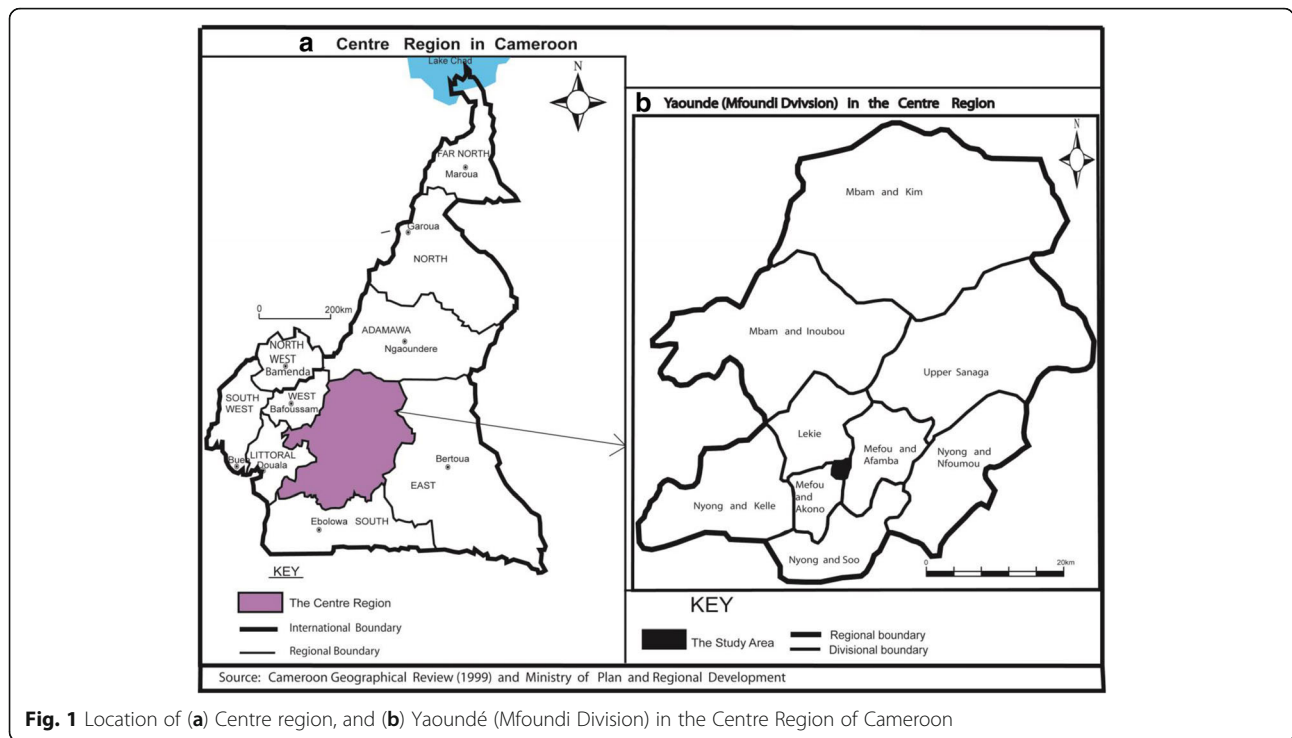 a Centre Region in Cameroon
Lake Chad
N
FAR NORTH
Maroua
Garoua
NORTH
0 200km
ADAMAWA
Ngaoundere
NORTH
WEST
Bamenda
SOUTH
WEST
WEST
Bafoussam
LITTORAL
Buea
Douala
Bertoua
EAST
Ebolowa SOUTH
KEY
The Centre Region
International Boundary
Regional Boundary
b Yaounde (Mfoundi Dvivsion) in the Centre Region
N
Mbam and Kim
Mbam and Inoubou
Upper Sanaga
Lekie
Mefou and
Afamba
Nyong and
Nfoumou
Mefou
and
Akono
Nyong and Kelle
Nyong and Soo
0 20km
KEY
The Study Area
Regional boundary
Divisional boundary
Source: Cameroon Geographical Review (1999) and Ministry of Plan and Regional Development
Fig. 1 Location of (a) Centre region, and (b) Yaoundé (Mfoundi Division) in the Centre Region of Cameroon